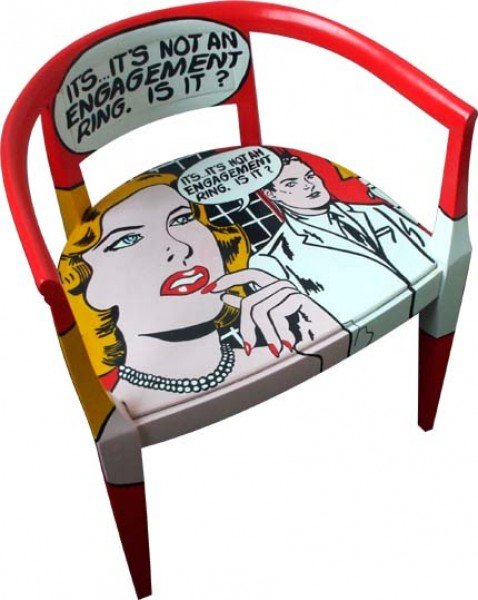 ITS...IT'S NOT AN
ENGAGEMENT
RING. IS IT?
ITS...IT'S NOT AN
ENGAGEMENT
RING. IS IT?